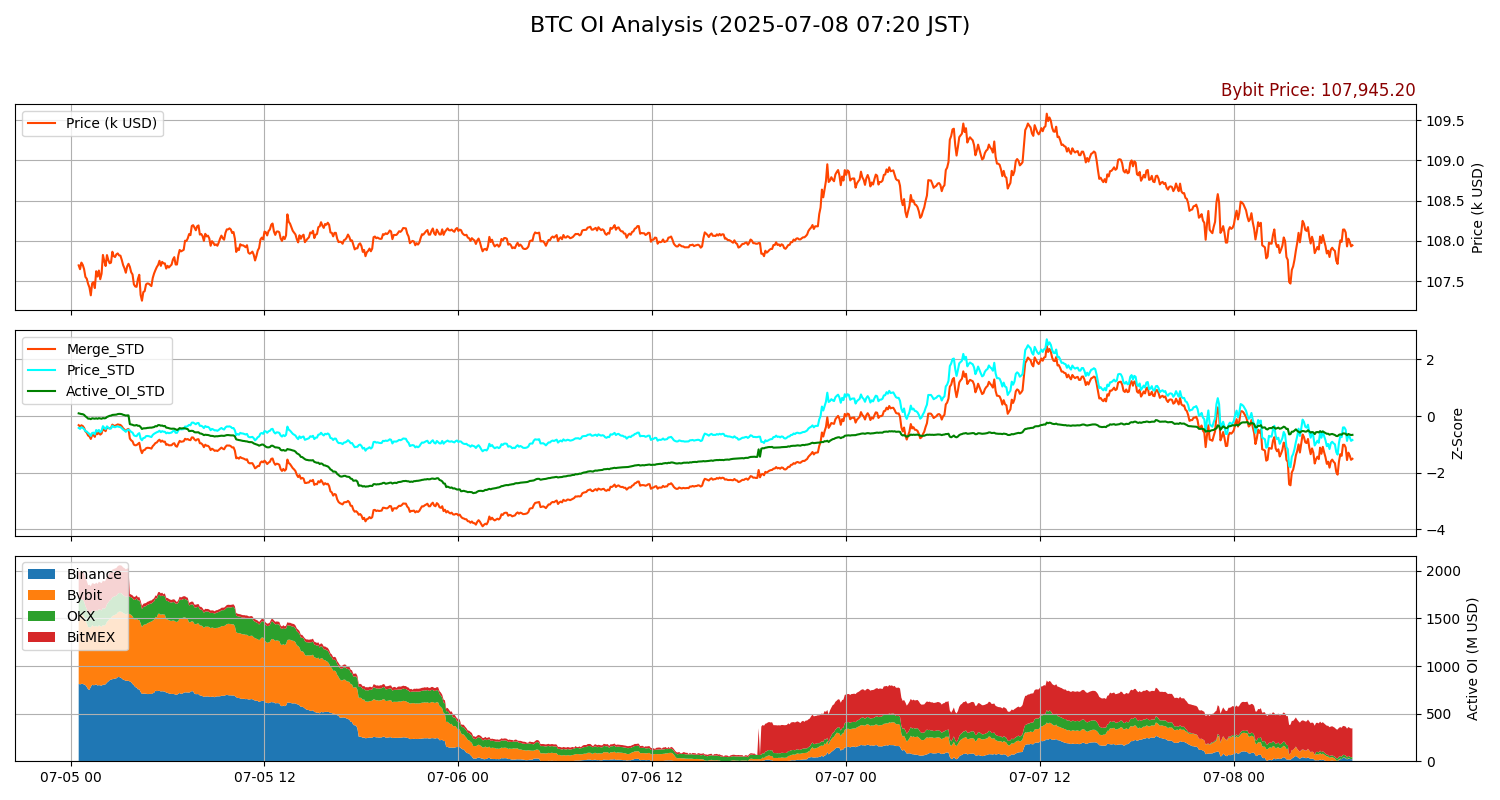 BTC OI Analysis (2025-07-08 07:20 JST)
Bybit Price: 107,945.20
Price (k USD)
109.5
109.0
108.5
108.0
107.5
Price (k USD)
Merge_STD
Price_STD
Active_OI_STD
2
0
−2
−4
Z-Score
Binance
Bybit
OKX
BitMEX
2000
1500
1000
500
0
Active OI (M USD)
07-05 00
07-05 12
07-06 00
07-06 12
07-07 00
07-07 12
07-08 00